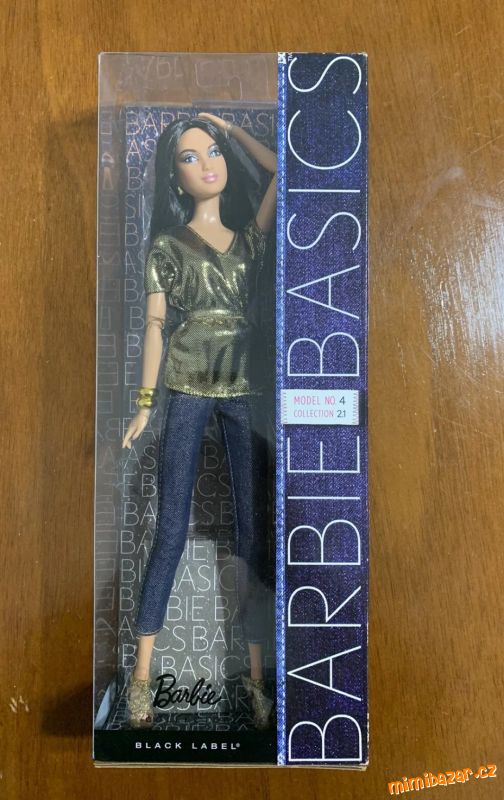 BARBIE BASICS
MODEL NO. 4
COLLECTION 2.1
Barbie
BLACK LABEL®
mimibazar.cz